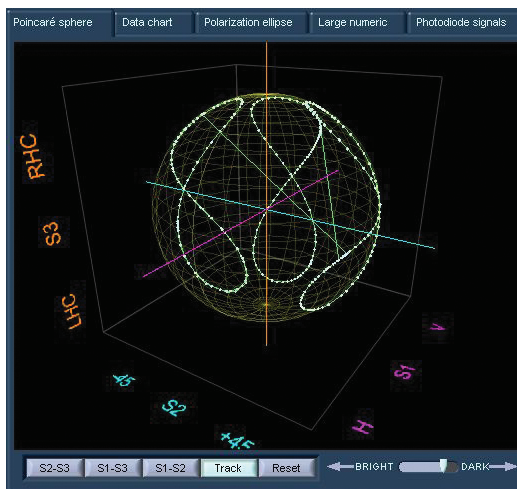 Poincaré sphere Data chart Polarization ellipse Large numeric Photodiode signals
RHC
S3
LHC
-45
S2
+45
V
S1
H
S2-S3 S1-S3 S1-S2 Track Reset BRIGHT DARK